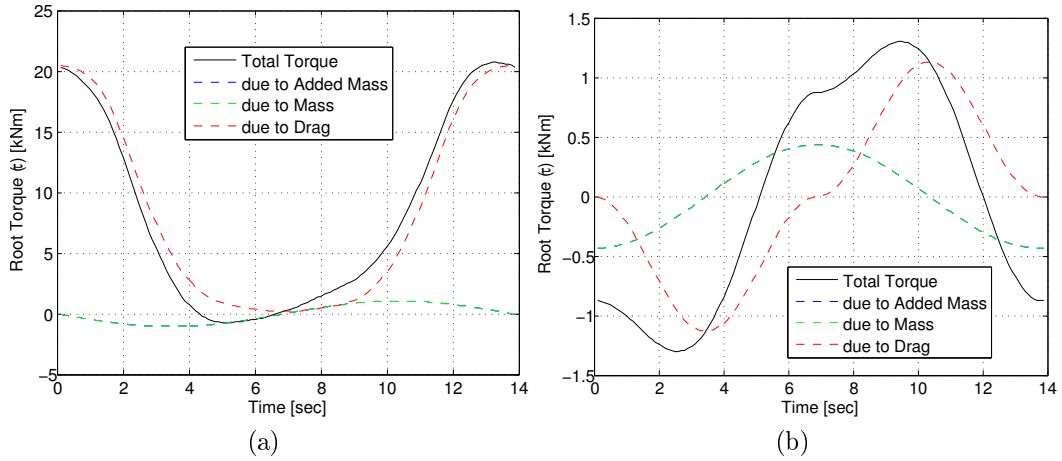 25
20
15
10
5
0
−5
0
2
4
6
8
10
12
14
Root Torque (τ) [kNm]
Time [sec]
Total Torque
due to Added Mass
due to Mass
due to Drag
(a)
1.5
1
0.5
0
−0.5
−1
−1.5
0
2
4
6
8
10
12
14
Root Torque (τ) [kNm]
Time [sec]
Total Torque
due to Added Mass
due to Mass
due to Drag
(b)